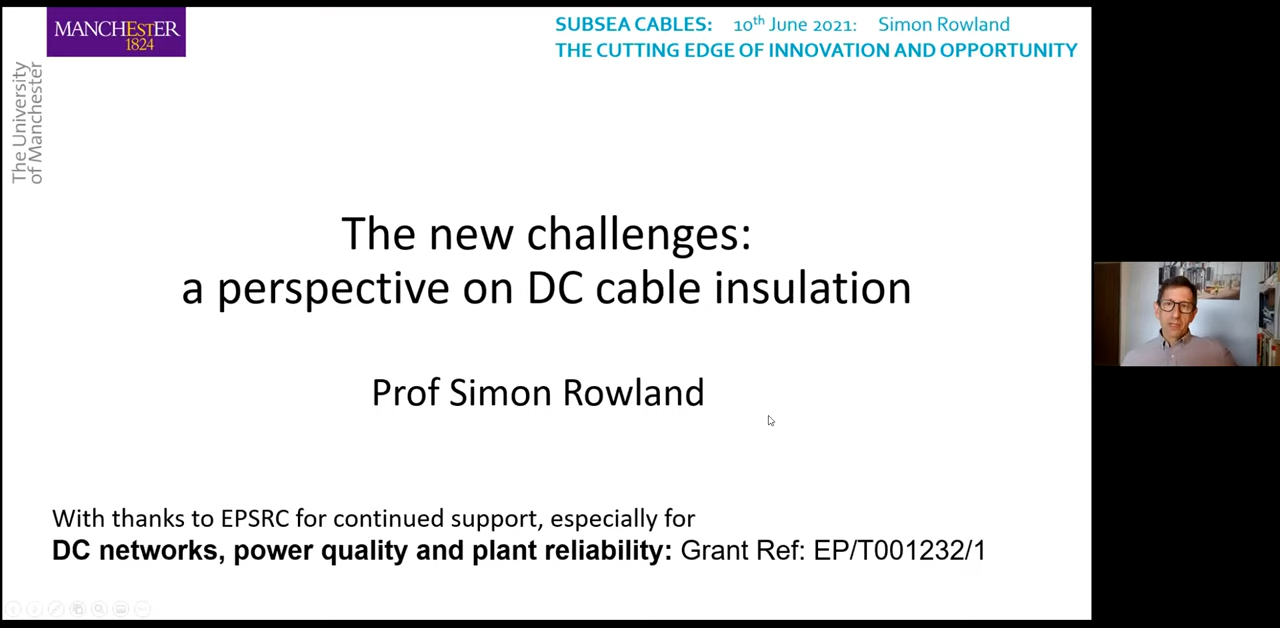 MANCHESTER
1824
The University
of Manchester
SUBSEA CABLES: 10th June 2021: Simon Rowland
THE CUTTING EDGE OF INNOVATION AND OPPORTUNITY
The new challenges:
a perspective on DC cable insulation
Prof Simon Rowland
With thanks to EPSRC for continued support, especially for
DC networks, power quality and plant reliability: Grant Ref: EP/T001232/1